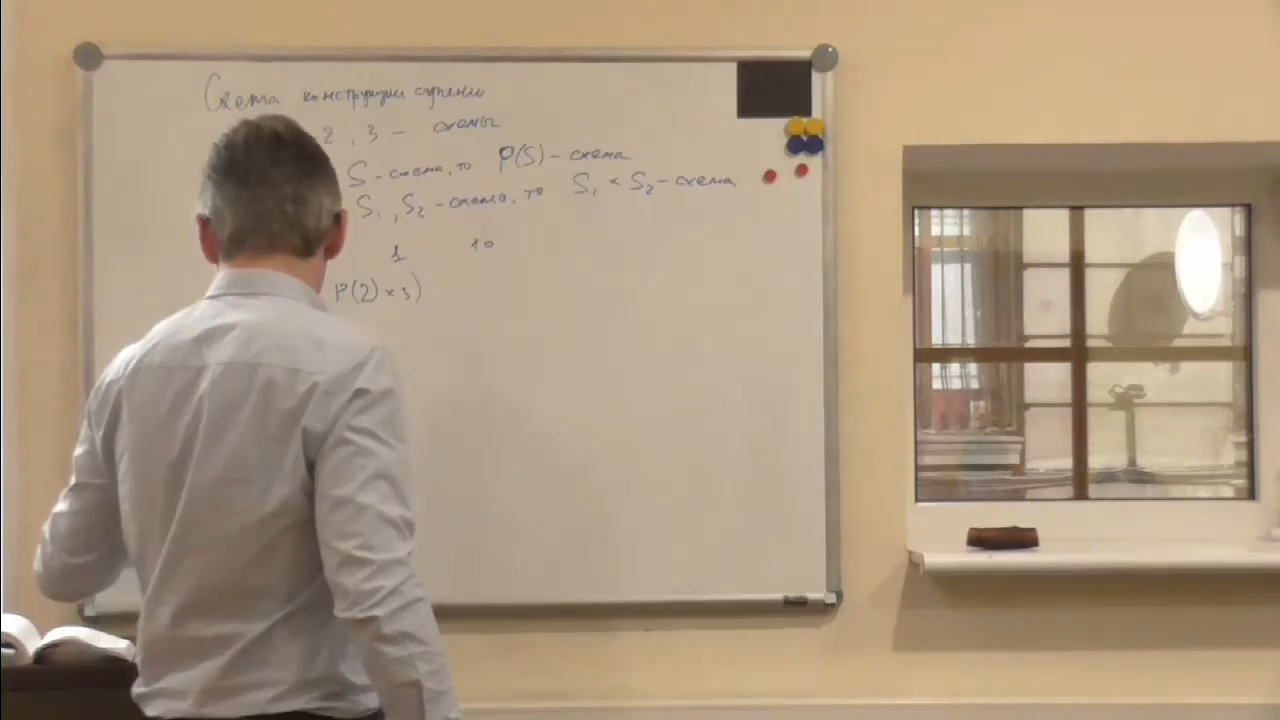 Схема конструкции ступени
2, 3 - схемы
S - схема, то P(S) - схема
S₁, S₂ - схема, то S₁ × S₂ - схема
1 10
P(2) × 3)